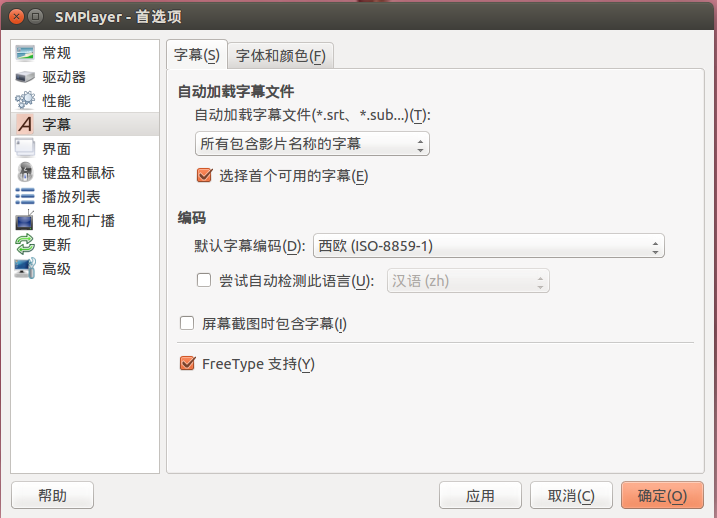 SMPlayer - 首选项
常规
驱动器
性能
字幕
界面
键盘和鼠标
播放列表
电视和广播
更新
高级
字幕(S) 字体和颜色(F)
自动加载字幕文件
自动加载字幕文件(*.srt、*.sub...)(T):
所有包含影片名称的字幕
选择首个可用的字幕(E)
编码
默认字幕编码(D): 西欧 (ISO-8859-1)
尝试自动检测此语言(U): 汉语 (zh)
屏幕截图时包含字幕(I)
FreeType 支持(Y)
帮助 应用 取消(C) 确定(O)